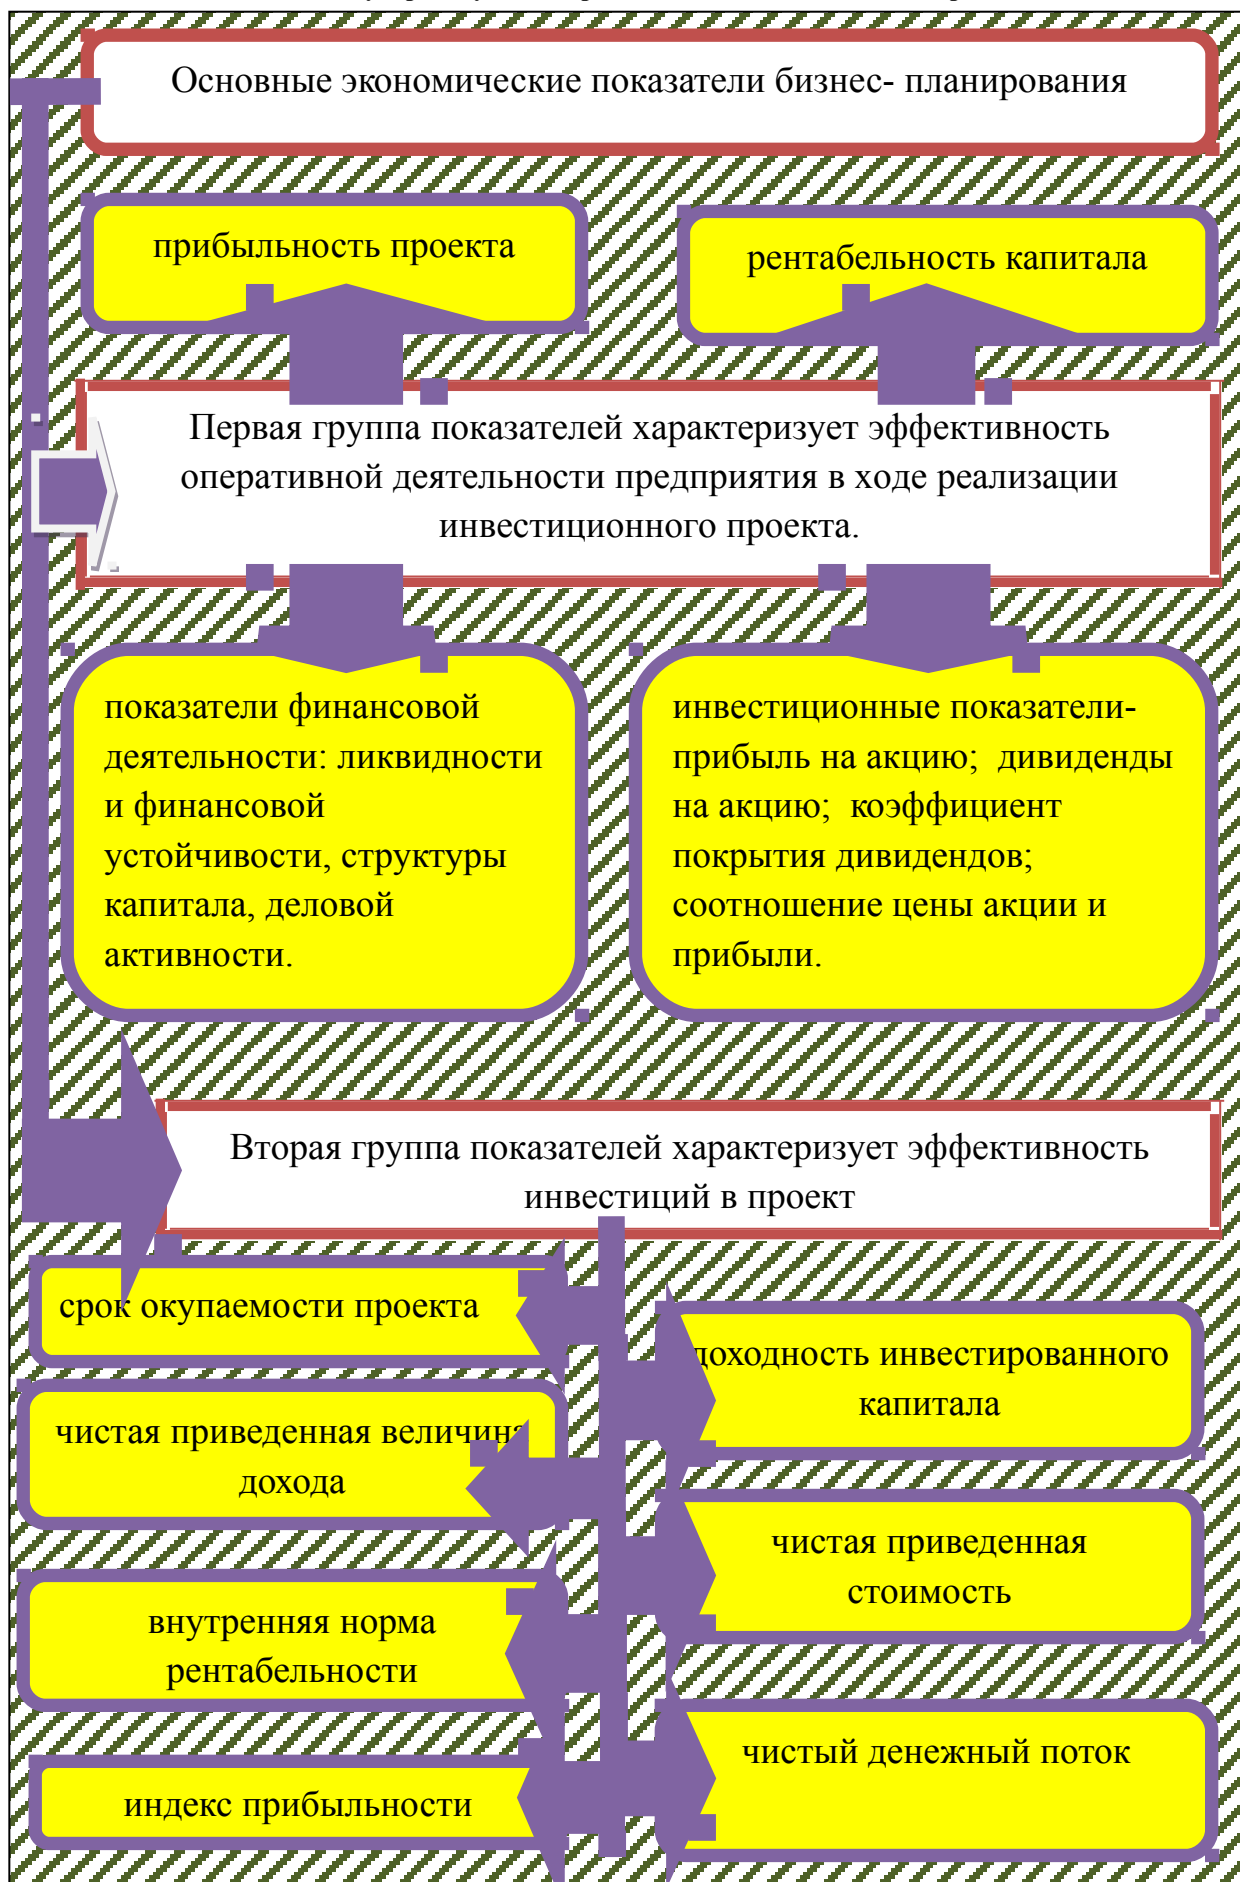 Основные экономические показатели бизнес- планирования
прибыльность проекта
рентабельность капитала
Первая группа показателей характеризует эффективность
оперативной деятельности предприятия в ходе реализации
инвестиционного проекта.
показатели финансовой
деятельности: ликвидности
и финансовой
устойчивости, структуры
капитала, деловой
активности.
инвестиционные показатели-
прибыль на акцию; дивиденды
на акцию; коэффициент
покрытия дивидендов;
соотношение цены акции и
прибыли.
Вторая группа показателей характеризует эффективность
инвестиций в проект
срок окупаемости проекта
доходность инвестированного
капитала
чистая приведенная величина
дохода
чистая приведенная
стоимость
внутренняя норма
рентабельности
чистый денежный поток
индекс прибыльности